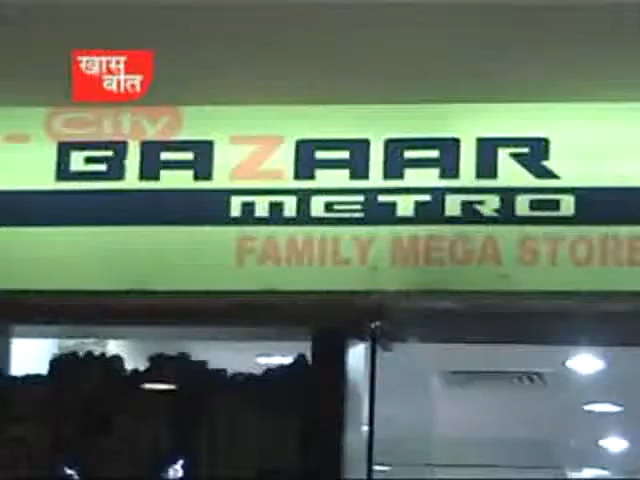 खास
बात
City
BAZAAR
METRO
FAMILY MEGA STORE